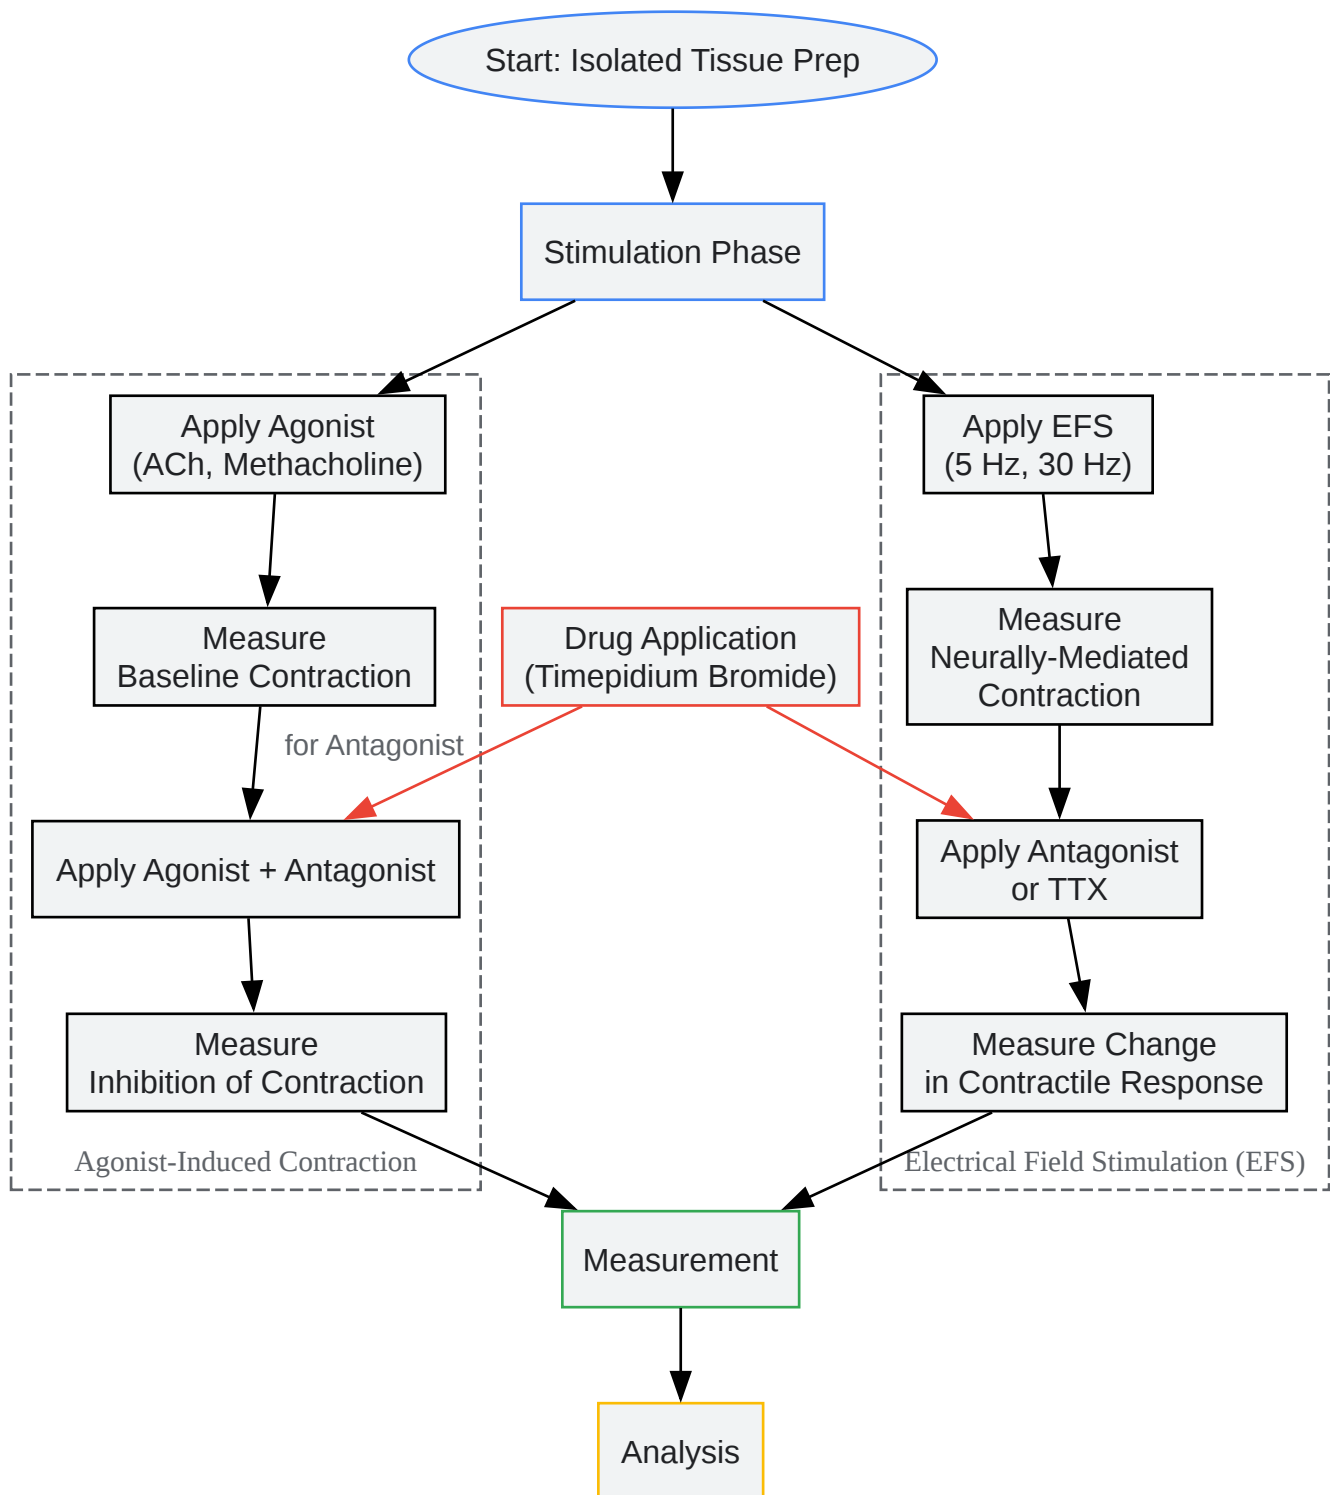 Start: Isolated Tissue Prep
Stimulation Phase
Apply Agonist
(ACh, Methacholine)
Apply EFS
(5 Hz, 30 Hz)
Measure
Baseline Contraction
Drug Application
(Timepidium Bromide)
Measure
Neurally-Mediated
Contraction
for Antagonist
Apply Agonist + Antagonist
Apply Antagonist
or TTX
Measure
Inhibition of Contraction
Measure Change
in Contractile Response
Agonist-Induced Contraction
Electrical Field Stimulation (EFS)
Measurement
Analysis